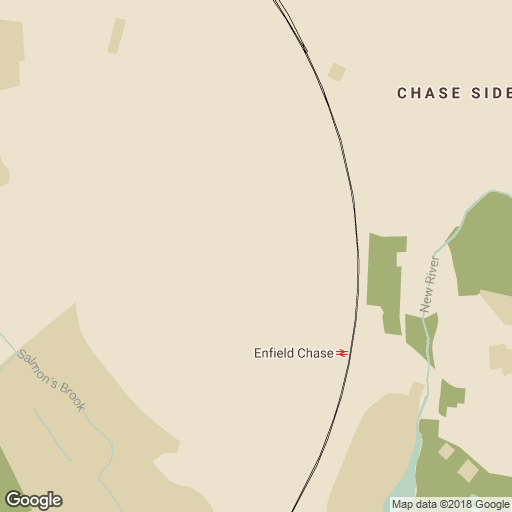 CHASE SIDE
New River
Enfield Chase
Salmon's Brook
Google
Map data ©2018 Google